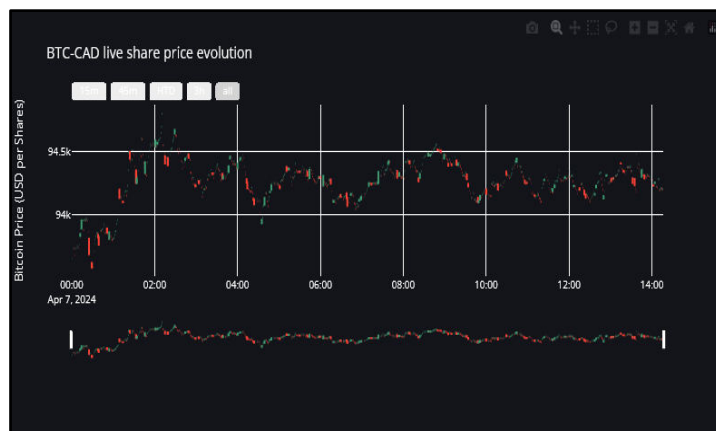 BTC-CAD live share price evolution
15m 45m HTD 3h all
Bitcoin Price (USD per Shares)
94.5k
94k
00:00 02:00 04:00 06:00 08:00 10:00 12:00 14:00
Apr 7, 2024